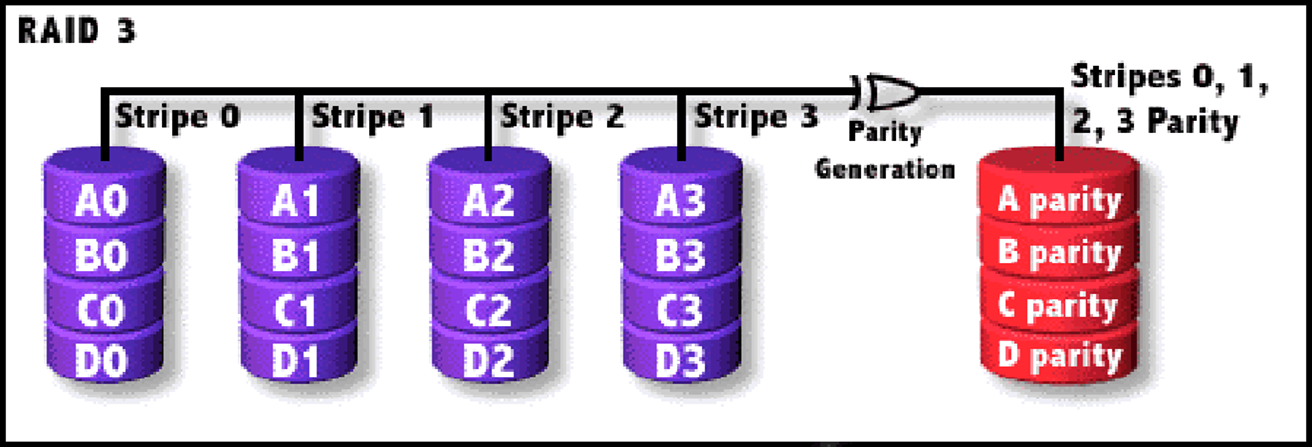 RAID 3
Stripe 0 Stripe 1 Stripe 2 Stripe 3
Parity
Generation
Stripes 0, 1,
2, 3 Parity
A0 A1 A2 A3 A parity
B0 B1 B2 B3 B parity
C0 C1 C2 C3 C parity
D0 D1 D2 D3 D parity